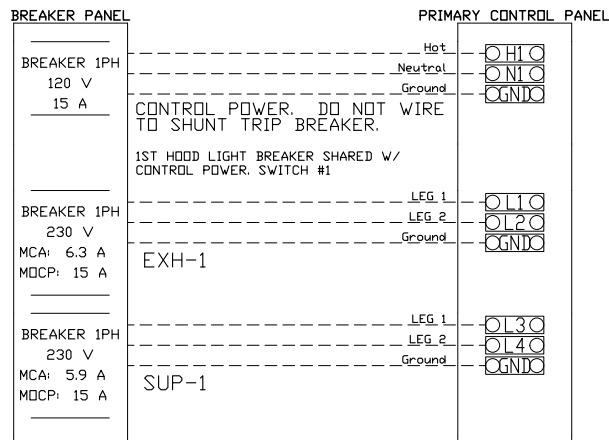 BREAKER PANEL
PRIMARY CONTROL PANEL
BREAKER 1PH
120 V
15 A
Hot
H1
Neutral
N1
Ground
GND
CONTROL POWER. DO NOT WIRE
TO SHUNT TRIP BREAKER.
1ST HOOD LIGHT BREAKER SHARED W/
CONTROL POWER. SWITCH #1
BREAKER 1PH
230 V
MCA: 6.3 A
MOCP: 15 A
LEG 1
L1
LEG 2
L2
Ground
GND
EXH-1
BREAKER 1PH
230 V
MCA: 5.9 A
MOCP: 15 A
LEG 1
L3
LEG 2
L4
Ground
GND
SUP-1